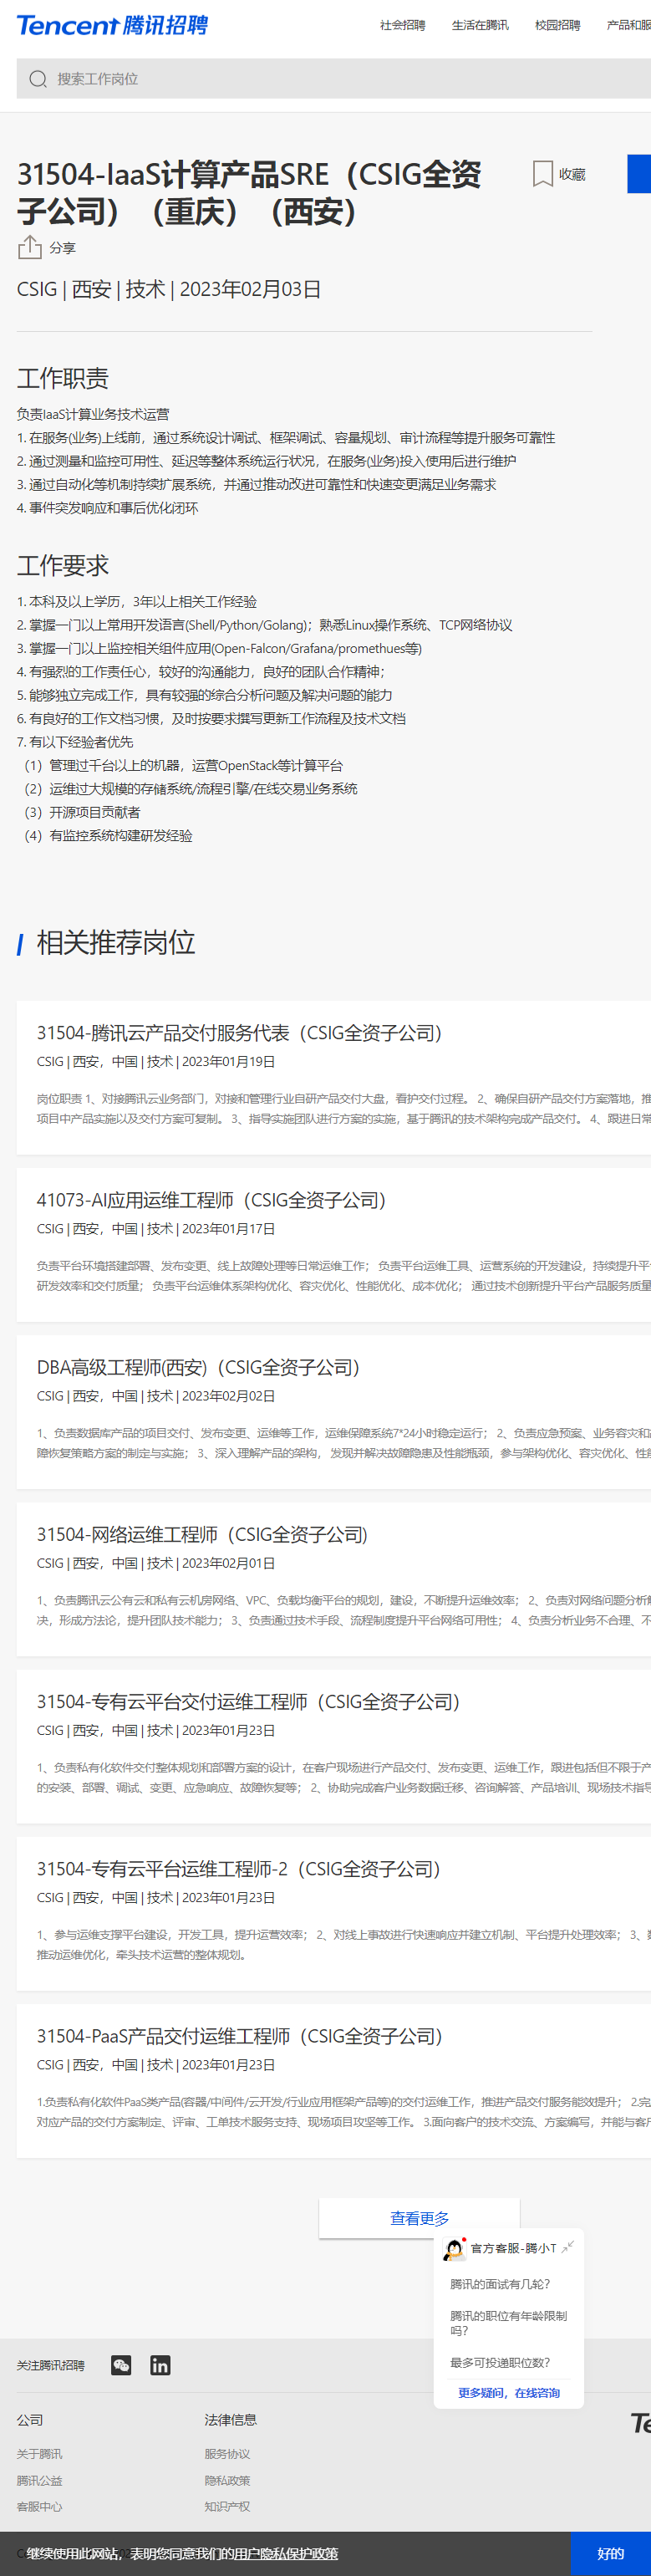 Tencent 腾讯招聘
社会招聘
生活在腾讯
校园招聘
产品和服
搜索工作岗位
31504-IaaS计算产品SRE（CSIG全资
子公司）（重庆）（西安）
收藏
分享
CSIG | 西安 | 技术 | 2023年02月03日
工作职责
负责IaaS计算业务技术运营
1. 在服务(业务)上线前，通过系统设计调试、框架调试、容量规划、审计流程等提升服务可靠性
2. 通过测量和监控可用性、延迟等整体系统运行状况，在服务(业务)投入使用后进行维护
3. 通过自动化等机制持续扩展系统，并通过推动改进可靠性和快速变更满足业务需求
4. 事件突发响应和事后优化闭环
工作要求
1. 本科及以上学历，3年以上相关工作经验
2. 掌握一门以上常用开发语言(Shell/Python/Golang)；熟悉Linux操作系统、TCP网络协议
3. 掌握一门以上监控相关组件应用(Open-Falcon/Grafana/promethues等)
4. 有强烈的工作责任心，较好的沟通能力，良好的团队合作精神；
5. 能够独立完成工作，具有较强的综合分析问题及解决问题的能力
6. 有良好的工作文档习惯，及时按要求撰写更新工作流程及技术文档
7. 有以下经验者优先
（1）管理过千台以上的机器，运营OpenStack等计算平台
（2）运维过大规模的存储系统/流程引擎/在线交易业务系统
（3）开源项目贡献者
（4）有监控系统构建研发经验
相关推荐岗位
31504-腾讯云产品交付服务代表（CSIG全资子公司）
CSIG | 西安，中国 | 技术 | 2023年01月19日
岗位职责 1、对接腾讯云业务部门，对接和管理行业自研产品交付大盘，看护交付过程。 2、确保自研产品交付方案落地，推
项目中产品实施以及交付方案可复制。 3、指导实施团队进行方案的实施，基于腾讯的技术架构完成产品交付。 4、跟进日常
41073-AI应用运维工程师（CSIG全资子公司）
CSIG | 西安，中国 | 技术 | 2023年01月17日
负责平台环境搭建部署、发布变更、线上故障处理等日常运维工作； 负责平台运维工具、运营系统的开发建设，持续提升平
研发效率和交付质量； 负责平台运维体系架构优化、容灾优化、性能优化、成本优化； 通过技术创新提升平台产品服务质量
DBA高级工程师(西安)（CSIG全资子公司）
CSIG | 西安，中国 | 技术 | 2023年02月02日
1、负责数据库产品的项目交付、发布变更、运维等工作，运维保障系统7*24小时稳定运行； 2、负责应急预案、业务容灾和
障恢复策略方案的制定与实施； 3、深入理解产品的架构， 发现并解决故障隐患及性能瓶颈，参与架构优化、容灾优化、性
31504-网络运维工程师（CSIG全资子公司)
CSIG | 西安，中国 | 技术 | 2023年02月01日
1、负责腾讯云公有云和私有云机房网络、VPC、负载均衡平台的规划，建设，不断提升运维效率； 2、负责对网络问题分析
决，形成方法论，提升团队技术能力； 3、负责通过技术手段、流程制度提升平台网络可用性； 4、负责分析业务不合理、不
31504-专有云平台交付运维工程师（CSIG全资子公司）
CSIG | 西安，中国 | 技术 | 2023年01月23日
1、负责私有化软件交付整体规划和部署方案的设计，在客户现场进行产品交付、发布变更、运维工作，跟进包括但不限于产
的安装、部署、调试、变更、应急响应、故障恢复等； 2、协助完成客户业务数据迁移、咨询解答、产品培训、现场技术指
31504-专有云平台运维工程师-2（CSIG全资子公司）
CSIG | 西安，中国 | 技术 | 2023年01月23日
1、参与运维支撑平台建设，开发工具，提升运营效率； 2、对线上事故进行快速响应并建立机制、平台提升处理效率； 3、
推动运维优化，牵头技术运营的整体规划。
31504-PaaS产品交付运维工程师（CSIG全资子公司）
CSIG | 西安，中国 | 技术 | 2023年01月23日
1.负责私有化软件PaaS类产品(容器/中间件/云开发/行业应用框架产品等)的交付运维工作，推进产品交付服务能效提升； 2.完
对应产品的交付方案制定、评审、工单技术服务支持、现场项目攻坚等工作。 3.面向客户的技术交流、方案编写，并能与客
查看更多
官方客服-腾小T
腾讯的面试有几轮?
腾讯的职位有年龄限制
吗?
最多可投递职位数?
更多疑问，在线咨询
关注腾讯招聘
公司
法律信息
Te
关于腾讯
服务协议
腾讯公益
隐私政策
客服中心
知识产权
继续使用此网站，表明您同意我们的用户隐私保护政策
好的